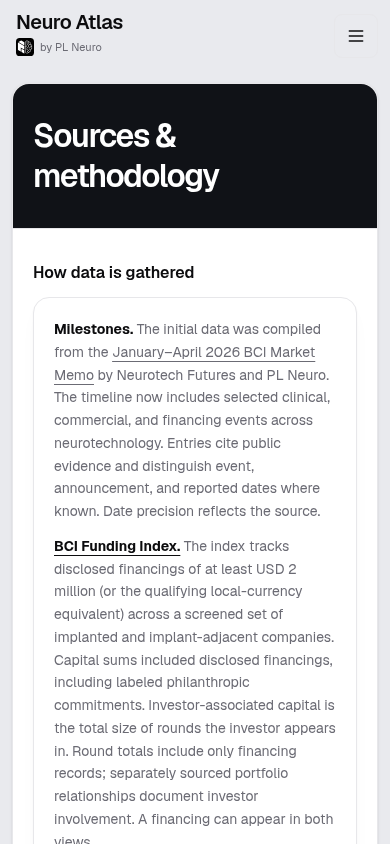 Neuro Atlas
by PL Neuro
Sources &
methodology
How data is gathered
Milestones. The initial data was compiled
from the January–April 2026 BCI Market
Memo by Neurotech Futures and PL Neuro.
The timeline now includes selected clinical,
commercial, and financing events across
neurotechnology. Entries cite public
evidence and distinguish event,
announcement, and reported dates where
known. Date precision reflects the source.
BCI Funding Index. The index tracks
disclosed financings of at least USD 2
million (or the qualifying local-currency
equivalent) across a screened set of
implanted and implant-adjacent companies.
Capital sums included disclosed financings,
including labeled philanthropic
commitments. Investor-associated capital is
the total size of rounds the investor appears
in. Round totals include only financing
records; separately sourced portfolio
relationships document investor
involvement. A financing can appear in both
views.